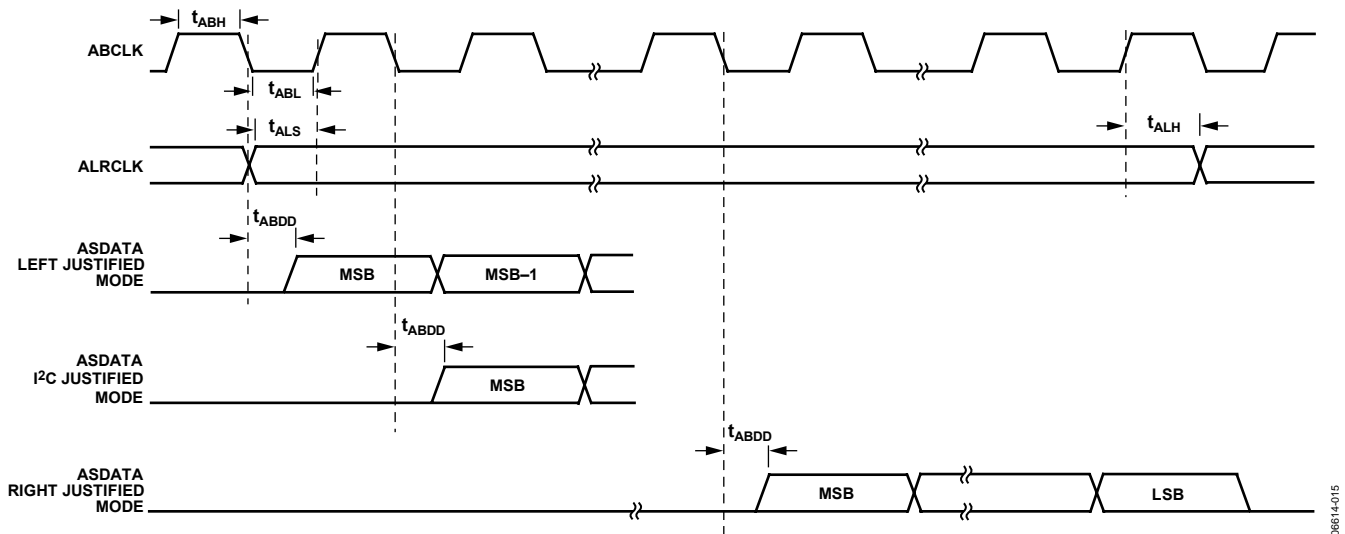 tABH
ABCLK
tABL
tALS
tALH
ALRCLK
tABDD
ASDATA
LEFT JUSTIFIED
MODE
MSB
MSB–1
tABDD
ASDATA
I2C JUSTIFIED
MODE
MSB
tABDD
ASDATA
RIGHT JUSTIFIED
MODE
MSB
LSB
06614-015